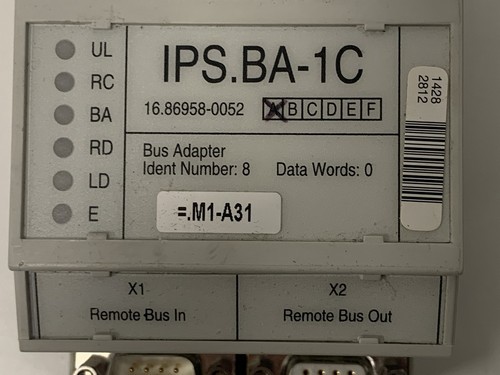 UL
RC
BA
RD
LD
E
IPS.BA-1C
16.86958-0052 A B C D E F
Bus Adapter
Ident Number: 8 Data Words: 0
=.M1-A31
1428
2812
X1
Remote Bus In
X2
Remote Bus Out